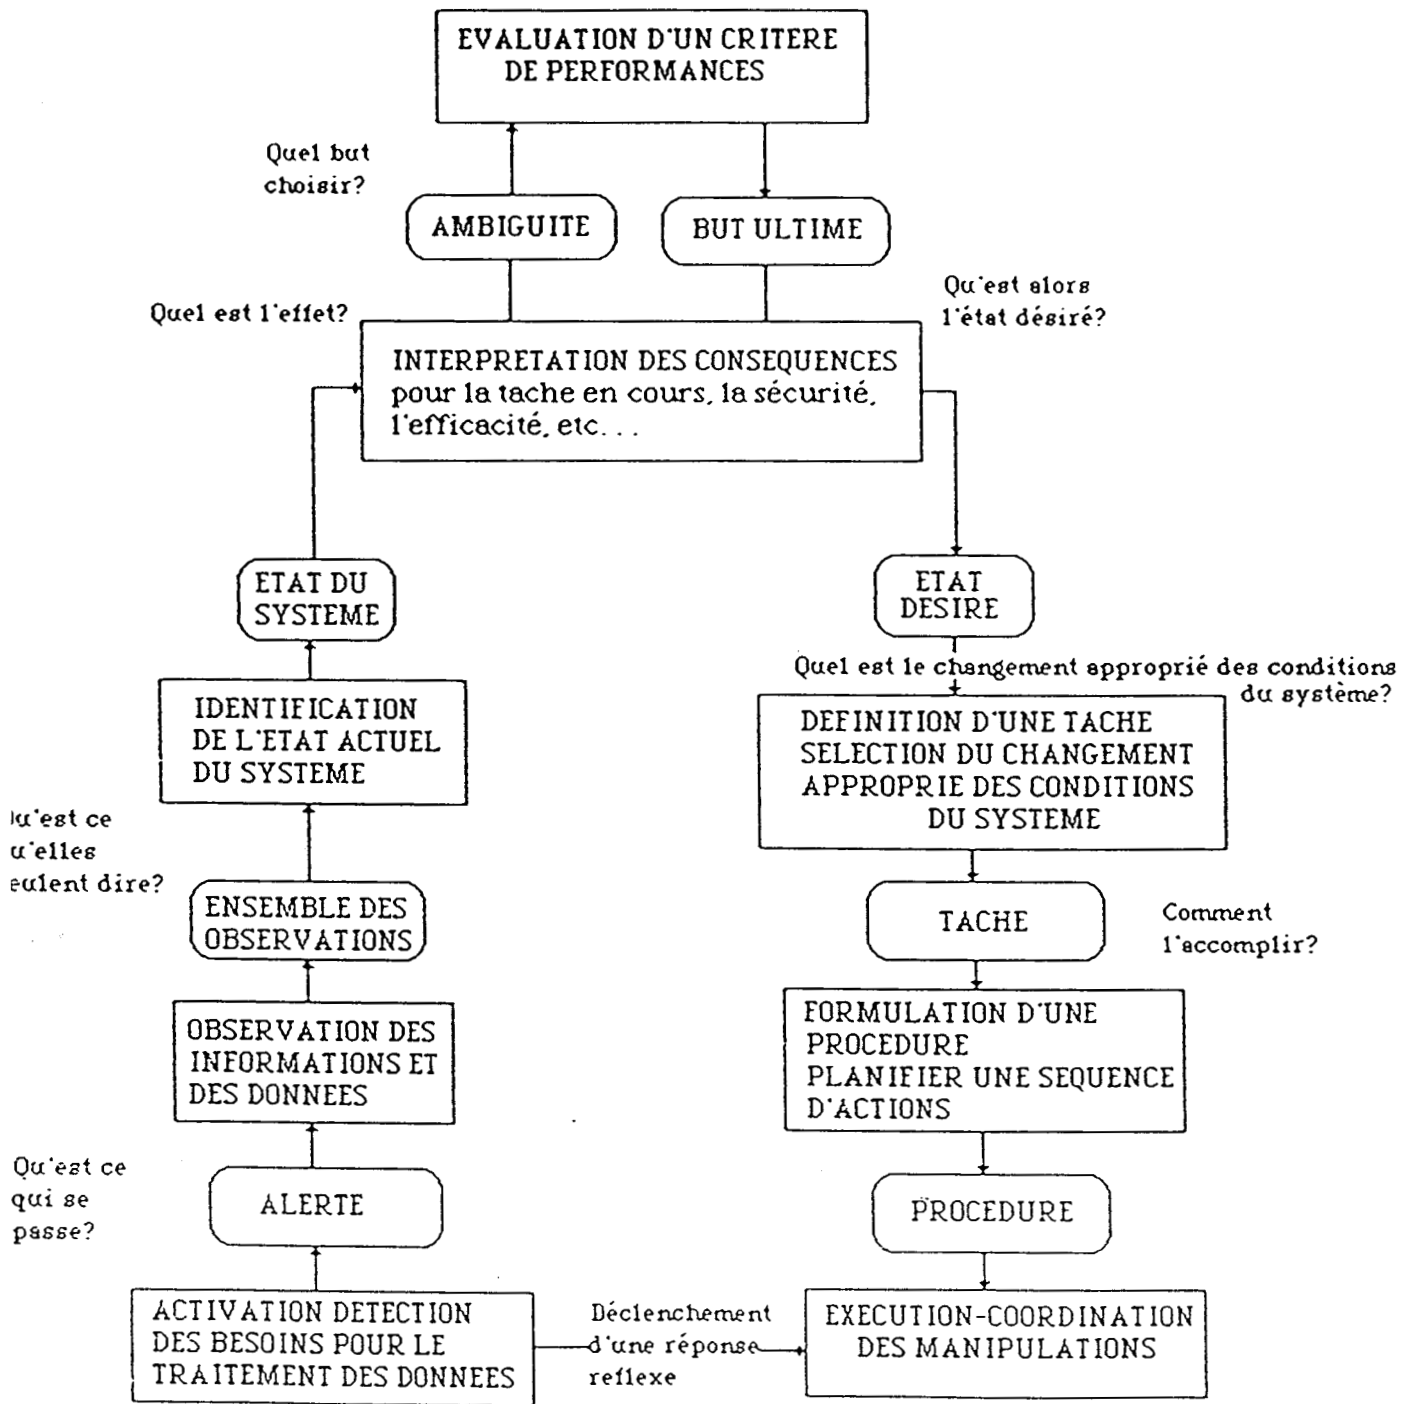 EVALUATION D'UN CRITERE
DE PERFORMANCES
Quel but
choisir?
AMBIGUITE
BUT ULTIME
Quel est l'effet?
Qu'est alors
l'état désiré?
INTERPRETATION DES CONSEQUENCES
pour la tache en cours, la sécurité,
l'efficacité, etc...
ETAT DU
SYSTEME
ETAT
DESIRE
Quel est le changement approprié des conditions
du système?
IDENTIFICATION
DE L'ETAT ACTUEL
DU SYSTEME
DEFINITION D'UNE TACHE
SELECTION DU CHANGEMENT
APPROPRIE DES CONDITIONS
DU SYSTEME
u'est ce
u'elles
eulent dire?
ENSEMBLE DES
OBSERVATIONS
TACHE
Comment
l'accomplir?
OBSERVATION DES
INFORMATIONS ET
DES DONNEES
FORMULATION D'UNE
PROCEDURE
PLANIFIER UNE SEQUENCE
D'ACTIONS
Qu'est ce
qui se
passe?
ALERTE
PROCEDURE
ACTIVATION DETECTION
DES BESOINS POUR LE
TRAITEMENT DES DONNEES
Déclenchement
d'une réponse
reflexe
EXECUTION-COORDINATION
DES MANIPULATIONS